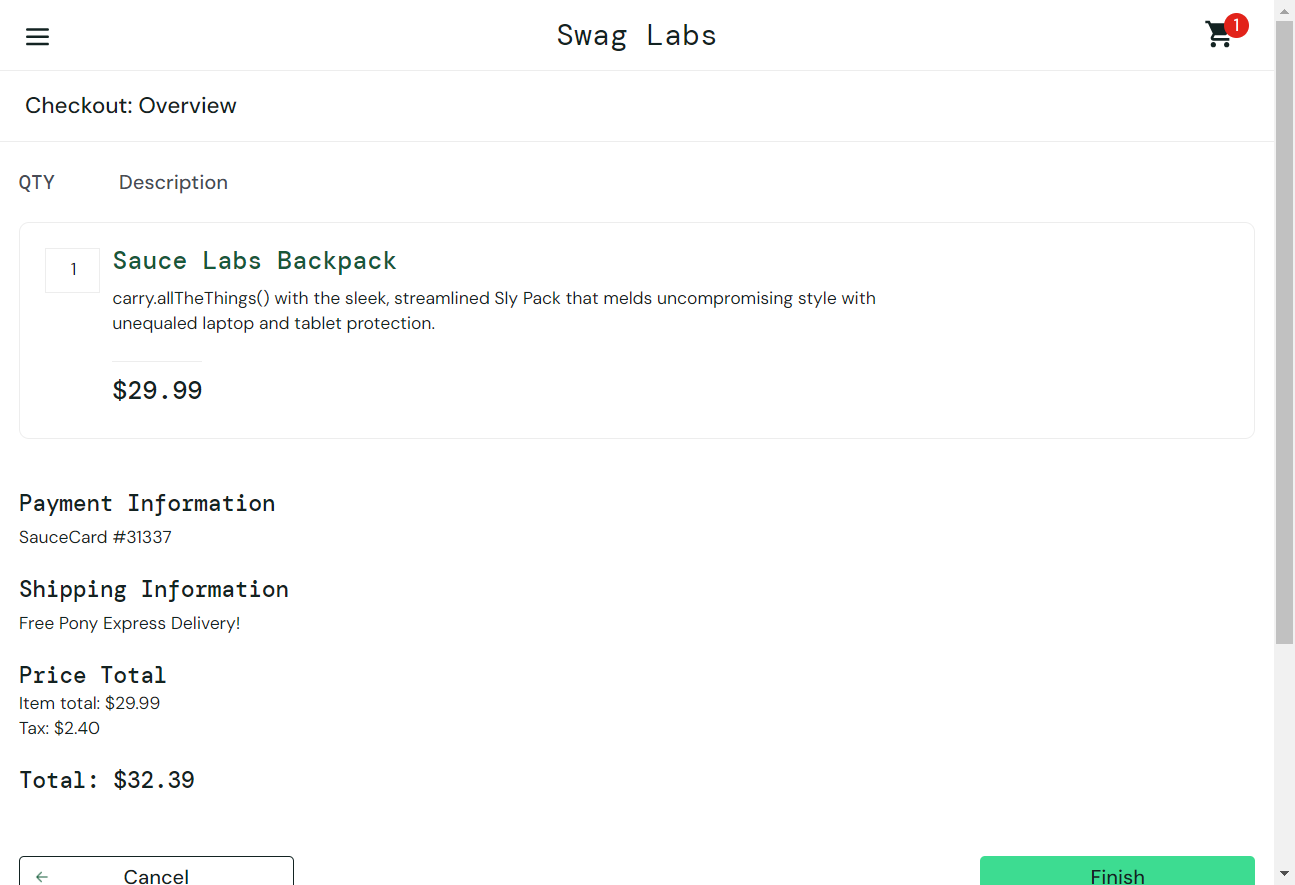 Swag Labs
1
Checkout: Overview
QTY Description
1
Sauce Labs Backpack
carry.allTheThings() with the sleek, streamlined Sly Pack that melds uncompromising style with
unequaled laptop and tablet protection.
$29.99
Payment Information
SauceCard #31337
Shipping Information
Free Pony Express Delivery!
Price Total
Item total: $29.99
Tax: $2.40
Total: $32.39
Cancel
Finish